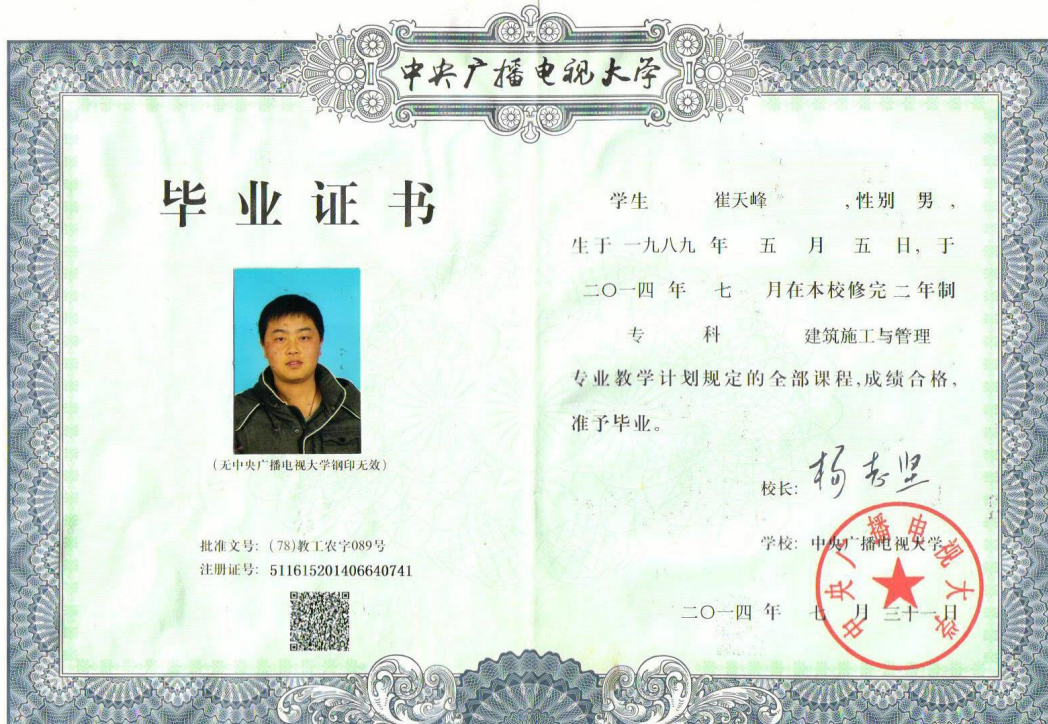 中央广播电视大学
毕业证书
(无中央广播电视大学钢印无效)
批准文号: (78)教工农字089号
注册证号: 511615201406640741
学生 崔天峰 ,性别 男 ,
生于 一九八九 年 五 月 五 日, 于
二〇一四 年 七 月在本校修完 二 年制
专 科 建筑施工与管理
专业教学计划规定的全部课程,成绩合格,
准予毕业。
校长: 杨志坚
学校: 中央广播电视大学
二〇一四 年 七 月 三十一日
中央广播电视大学